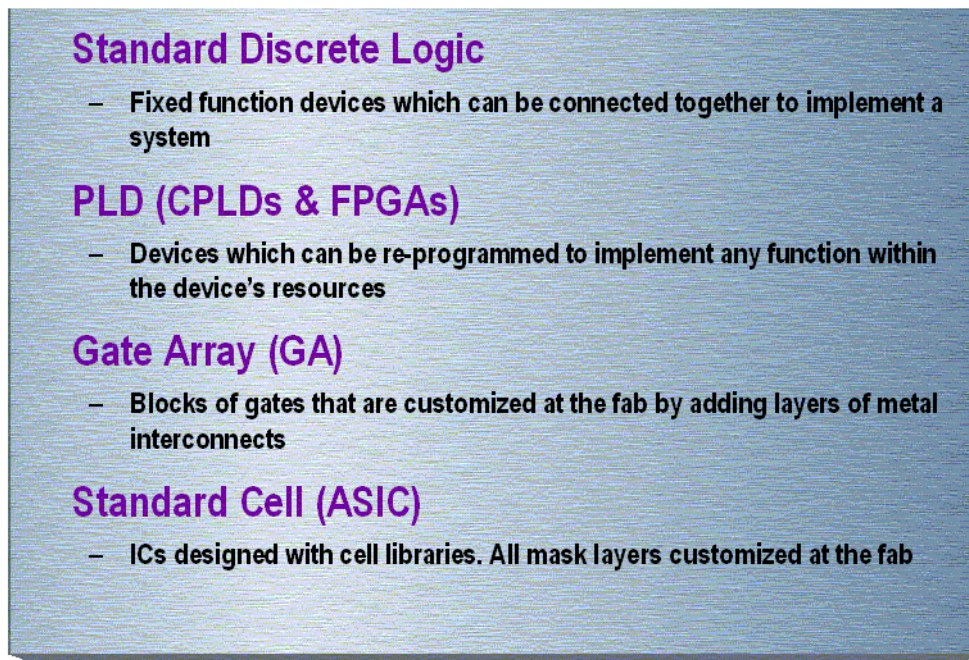 Standard Discrete Logic
– Fixed function devices which can be connected together to implement a
system
PLD (CPLDs & FPGAs)
– Devices which can be re-programmed to implement any function within
the device's resources
Gate Array (GA)
– Blocks of gates that are customized at the fab by adding layers of metal
interconnects
Standard Cell (ASIC)
– ICs designed with cell libraries. All mask layers customized at the fab